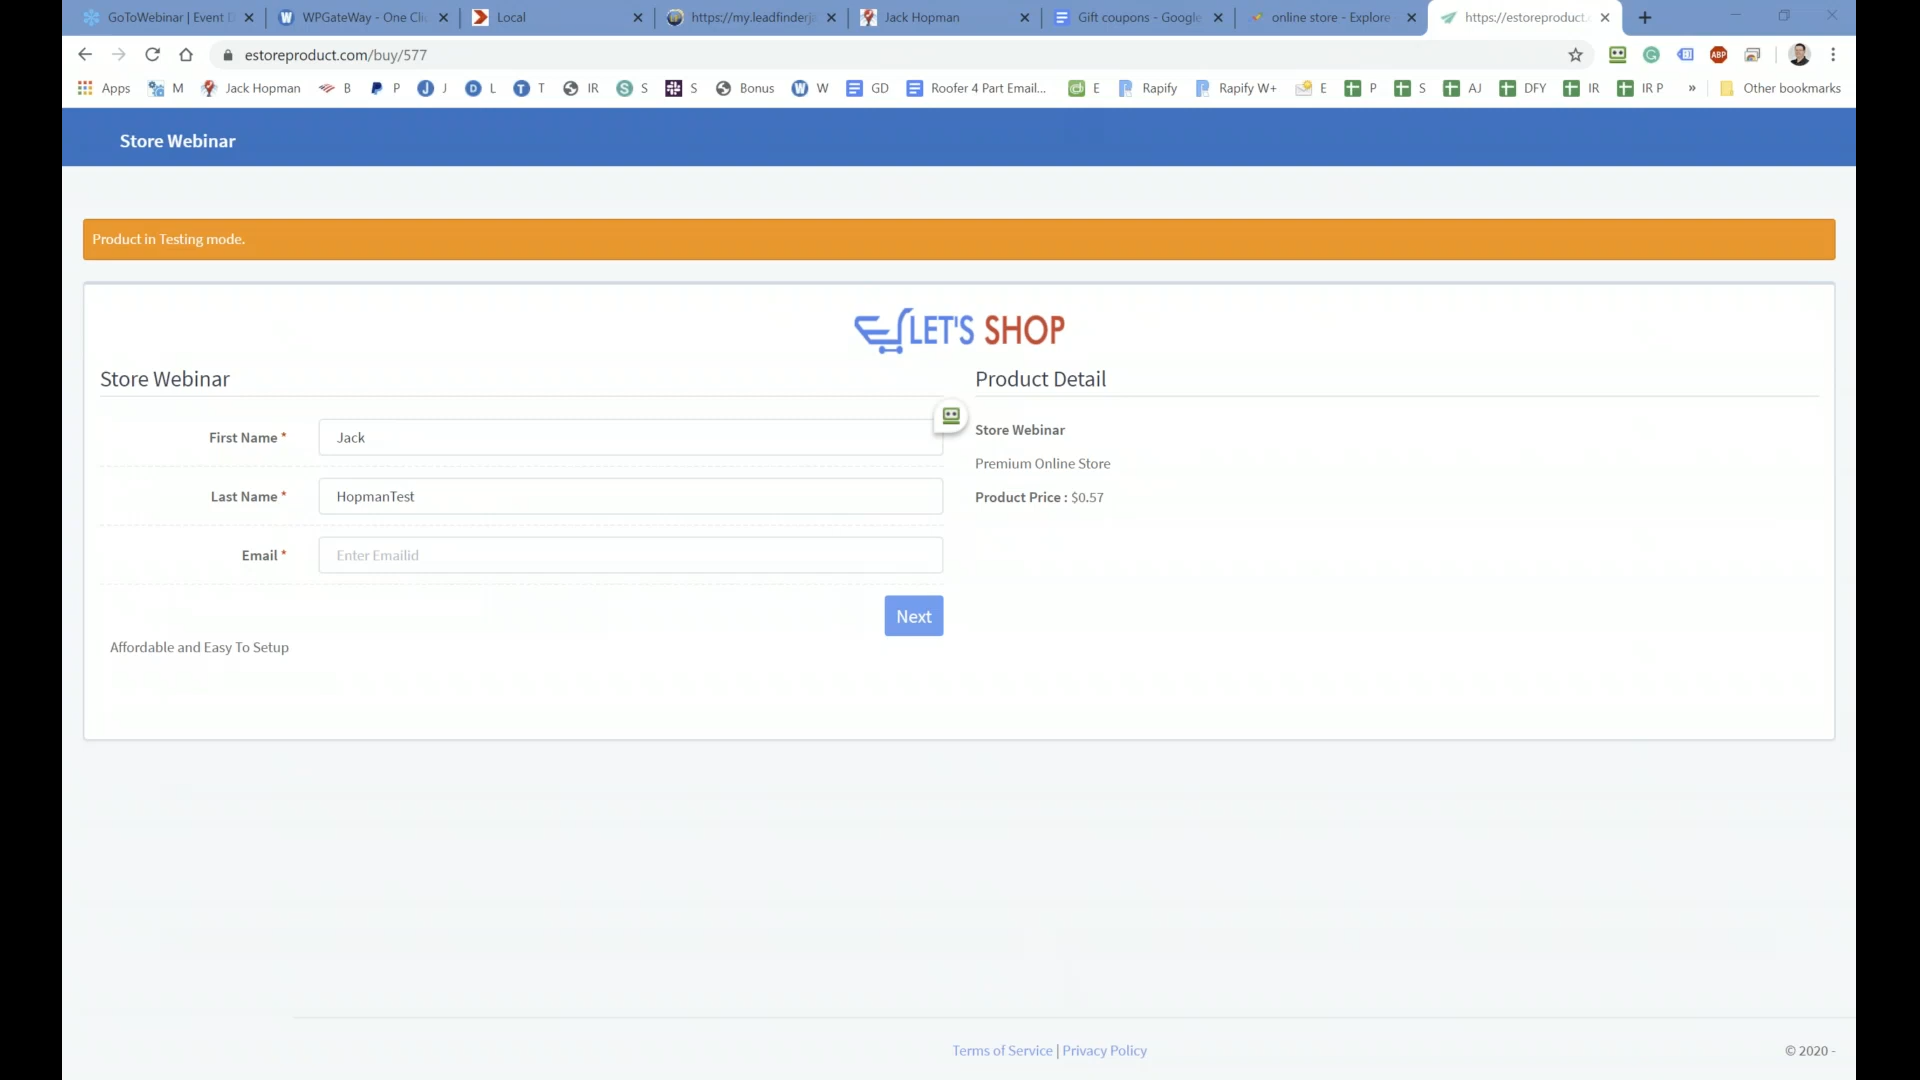 GoToWebinar | Event D
WPGateWay - One Clic
Local
https://my.leadfinderja
Jack Hopman
Gift coupons - Google
online store - Explore
https://estoreproduct.c
estoreproduct.com/buy/577
ABP
Apps M Jack Hopman B P J L T IR S S Bonus W GD Roofer 4 Part Email... E Rapify Rapify W+ E P S AJ DFY IR IR P » Other bookmarks
Store Webinar
Product in Testing mode.
LET'S SHOP
Store Webinar
First Name *
Jack
Last Name *
HopmanTest
Email *
Enter Emailid
Next
Affordable and Easy To Setup
Product Detail
Store Webinar
Premium Online Store
Product Price : $0.57
Terms of Service | Privacy Policy
© 2020 -